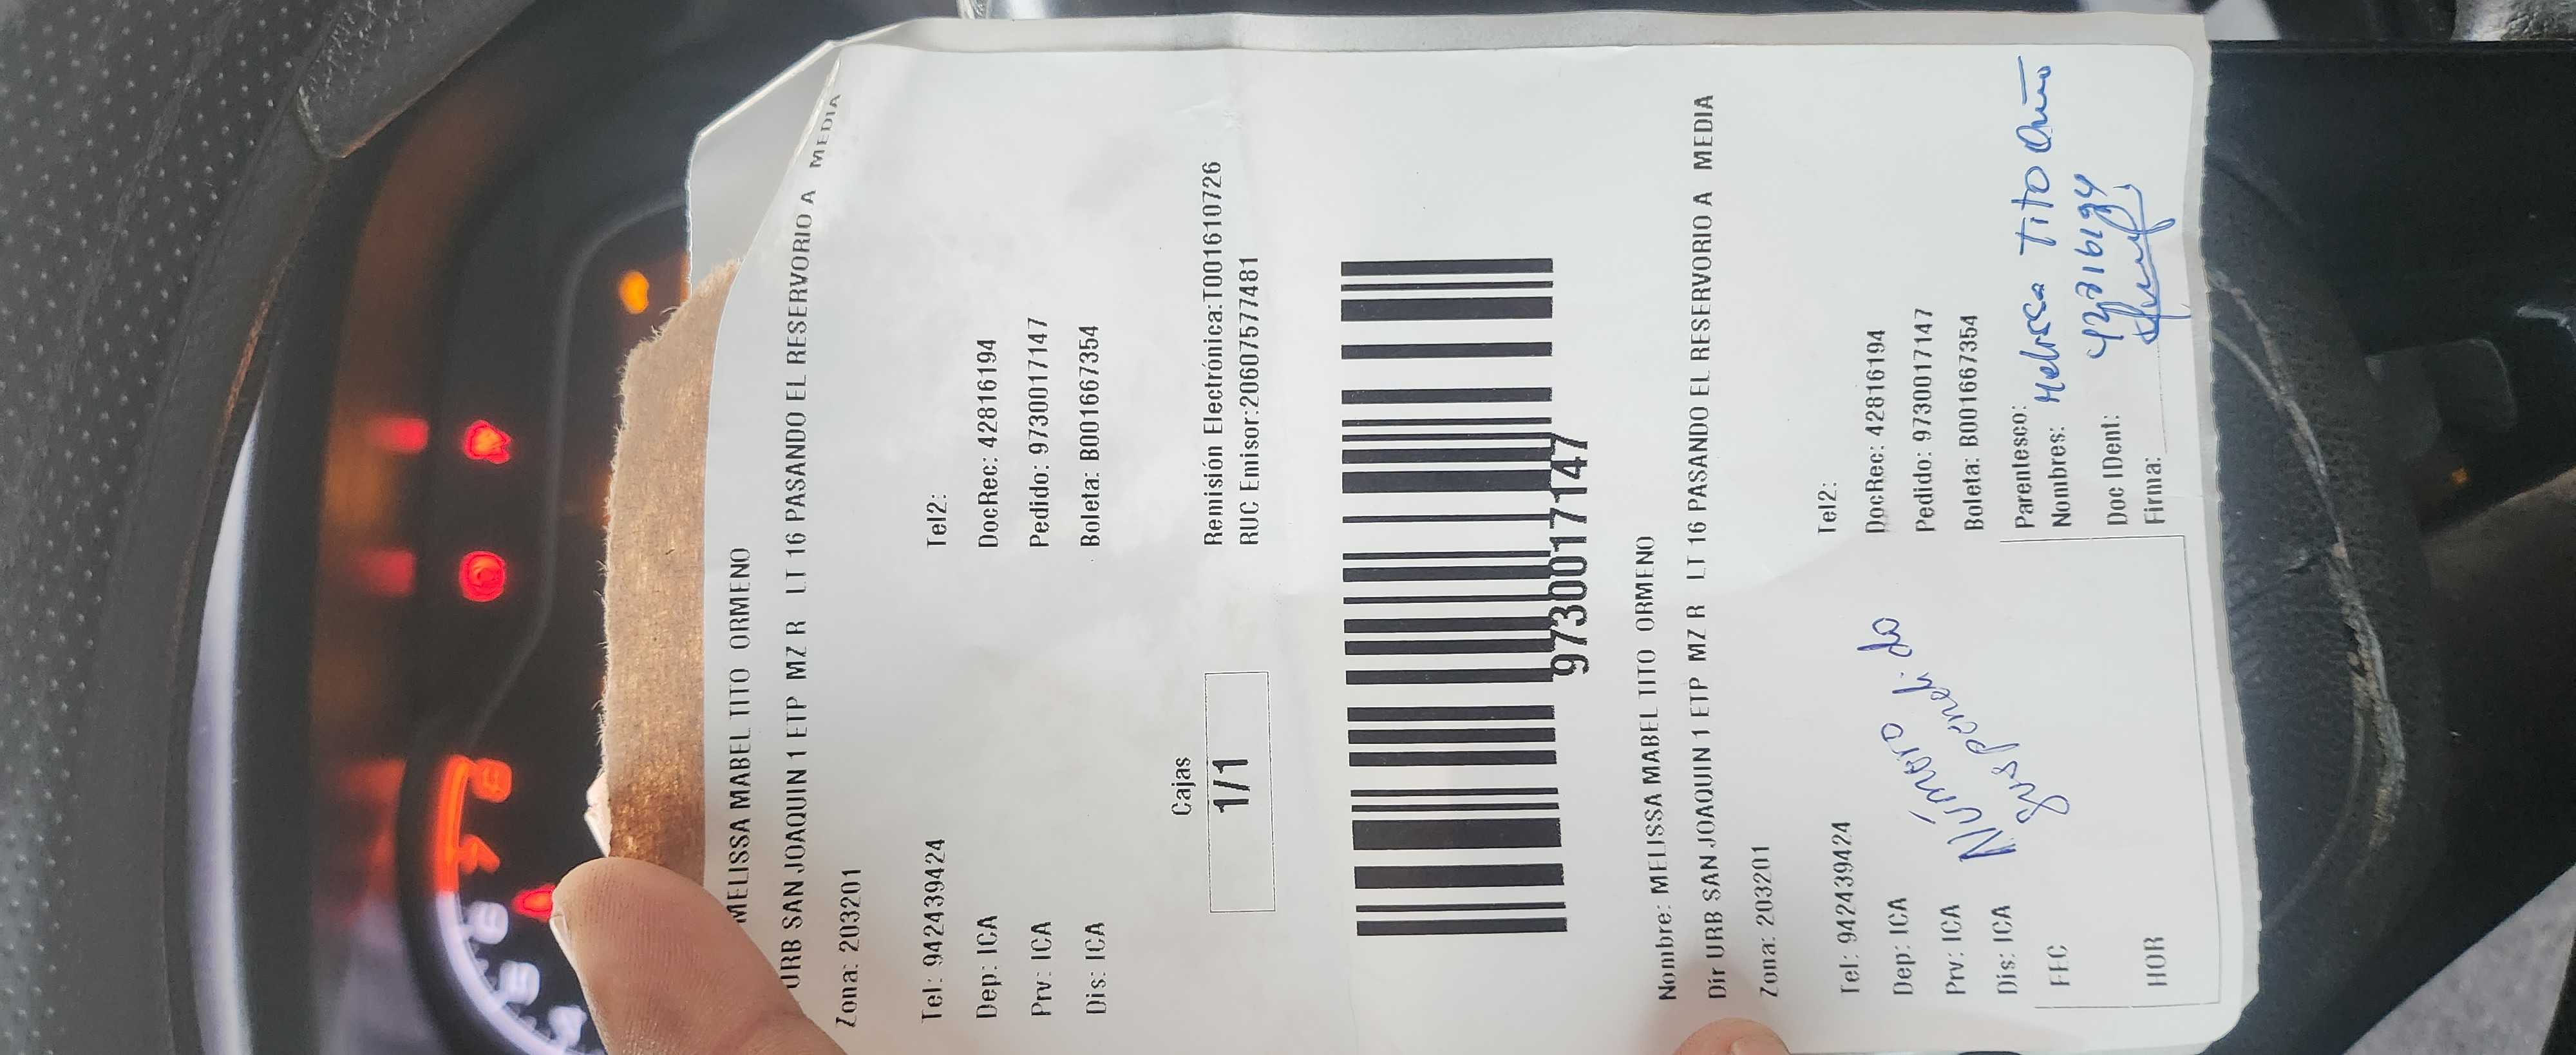 MELISSA MABEL TITO ORMENO
URB SAN JOAQUIN 1 ETP MZ R LT 16 PASANDO EL RESERVORIO A MEDIA
Zona: 203201
Tel: 942439424 Tel2:
Dep: ICA DocRec: 42816194
Prv: ICA Pedido: 9730017147
Dis: ICA Boleta: B001667354
Cajas
1/1
Remisión Electrónica:T001610726
RUC Emisor:20607577481
9730017147
Nombre: MELISSA MABEL TITO ORMENO
Dir URB SAN JOAQUIN 1 ETP MZ R LT 16 PASANDO EL RESERVORIO A MEDIA
Zona: 203201
Tel: 942439424 Tel2:
Dep: ICA DocRec: 42816194
Prv: ICA Pedido: 9730017147
Dis: ICA Boleta: B001667354
Número
Suspendido
FEC
HOR
Parentesco:
Nombres: Melissa Tito
Doc IDent: 42816194
Firma: